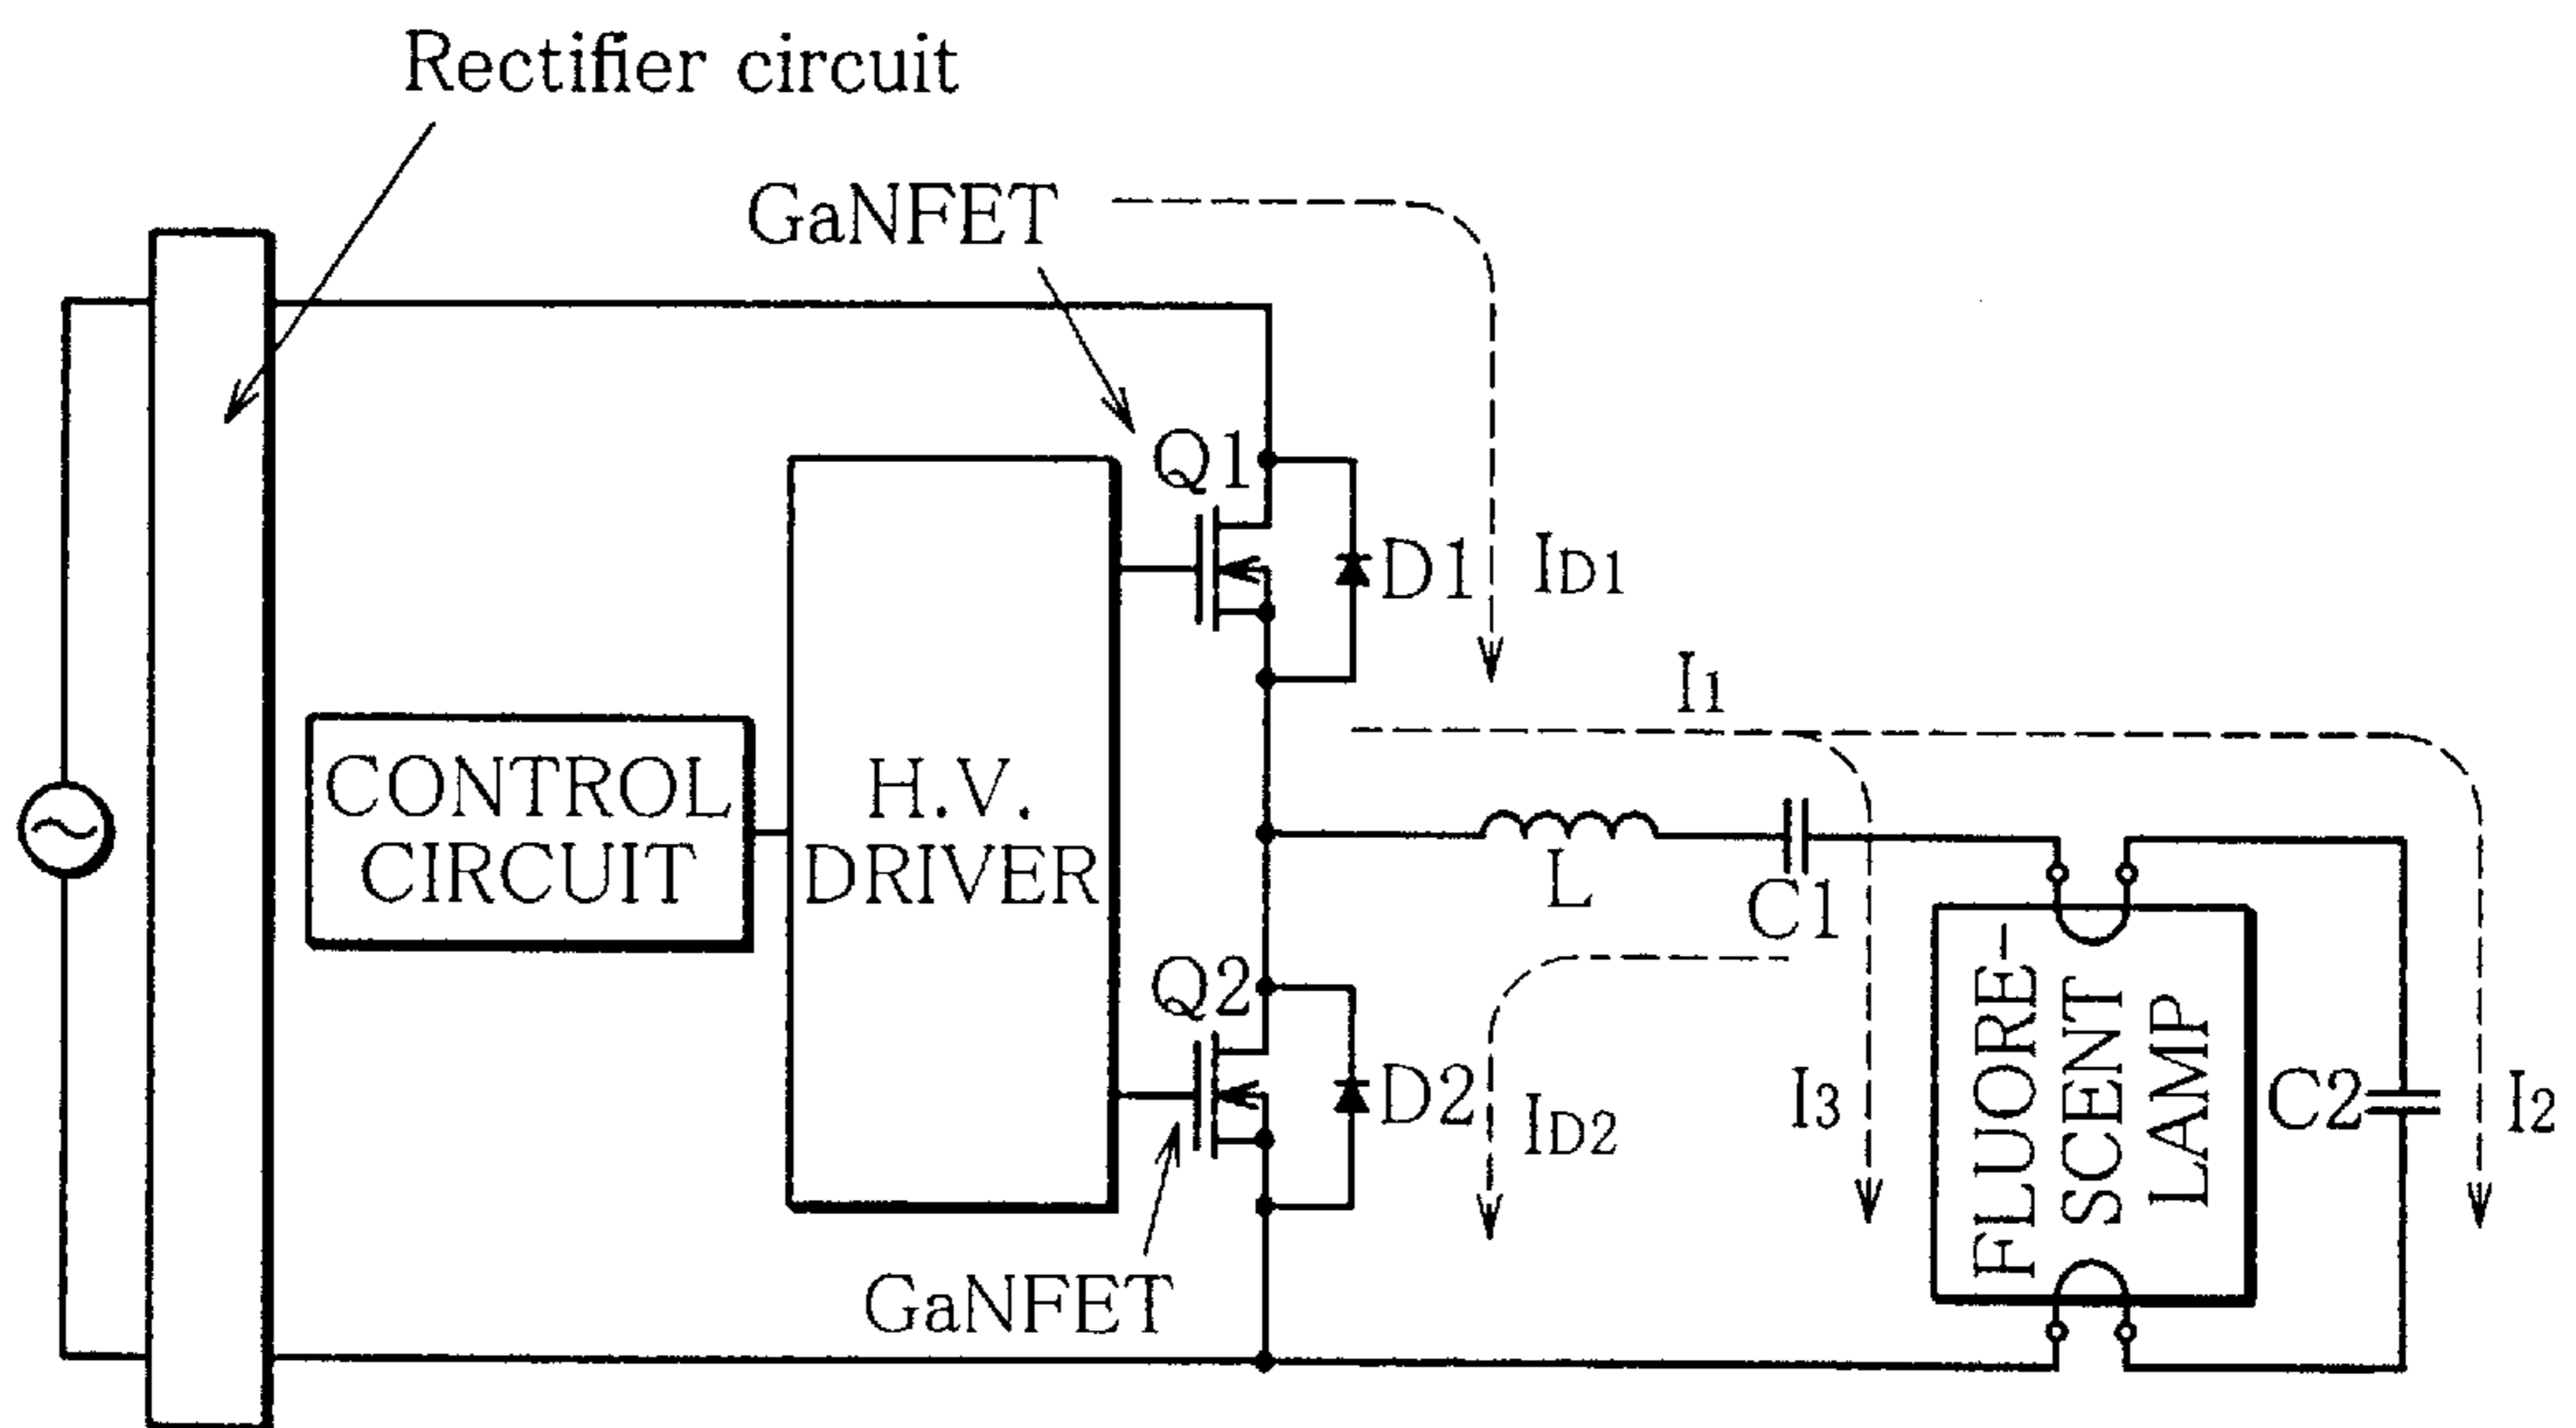 Rectifier circuit
GaNFET
Q1
D1
ID1
I1
CONTROL
CIRCUIT
H.V.
DRIVER
L
C1
Q2
D2
ID2
I3
FLUORE-
SCENT
LAMP
C2
I2
GaNFET